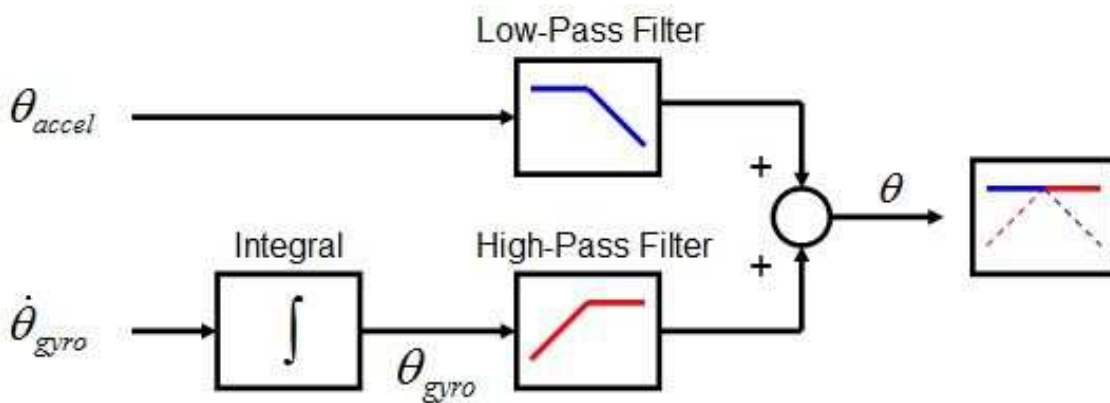 Low-Pass Filter
θaccel
+
θ
Integral
High-Pass Filter
+
θ̇gyro
∫
θgyro